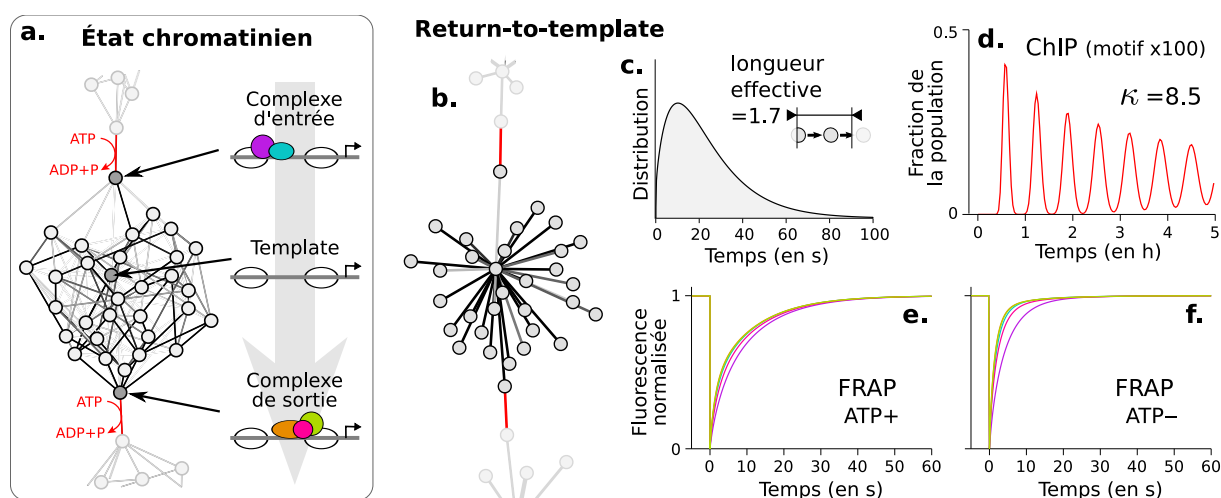 a.
État chromatinien
ATP
ADP+P
Complexe
d'entrée
Template
Complexe
de sortie
ATP
ADP+P
Return-to-template
b.
c.
longueur
effective
=1.7
Distribution
0 20 40 60 80 100
Temps (en s)
d.
ChIP (motif x100)
κ =8.5
Fraction de
la population
0.5
0
0 1 2 3 4 5
Temps (en h)
e.
Fluorescence
normalisée
1
0
FRAP
ATP+
0 10 20 30 40 50 60
Temps (en s)
f.
FRAP
ATP−
0 10 20 30 40 50 60
Temps (en s)